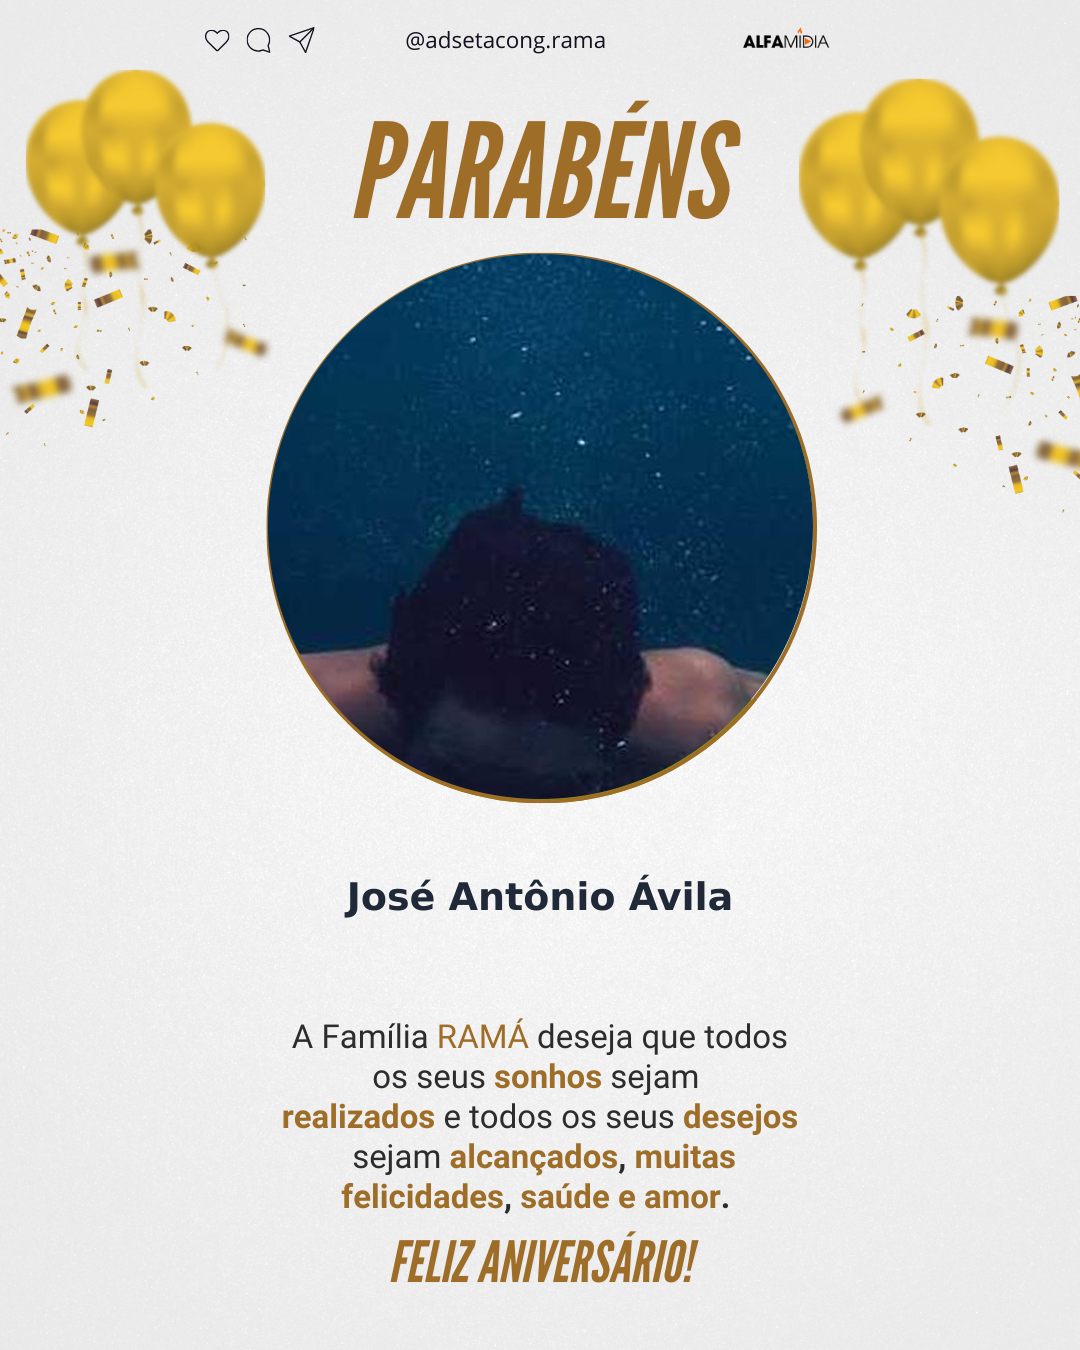 @adsetacong.rama
ALFAMÍDIA
PARABÉNS
José Antônio Ávila
A Família RAMÁ deseja que todos
os seus sonhos sejam
realizados e todos os seus desejos
sejam alcançados, muitas
felicidades, saúde e amor.
FELIZ ANIVERSÁRIO!